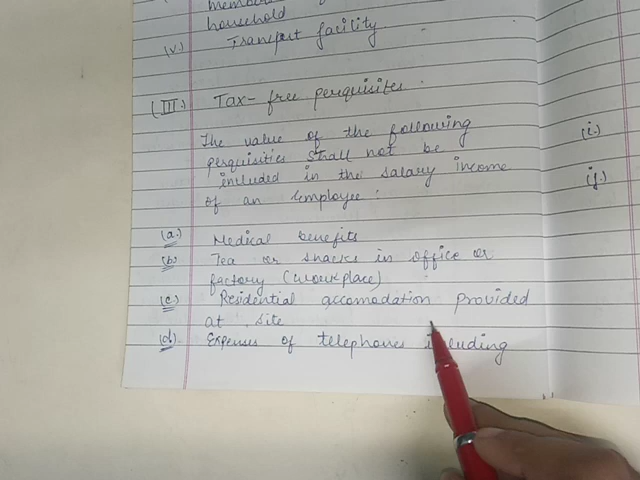 household
(v.) Transport facility
(III.) Tax-free perquisites.
The value of the following
perquisities shall not be
included in the salary income
of an employee:
(a.) Medical benefits
(b.) Tea or snacks in office or
factory (workplace)
(c.) Residential accomodation provided
at site
(d.) Expenses of telephones including
(i.)
(j.)